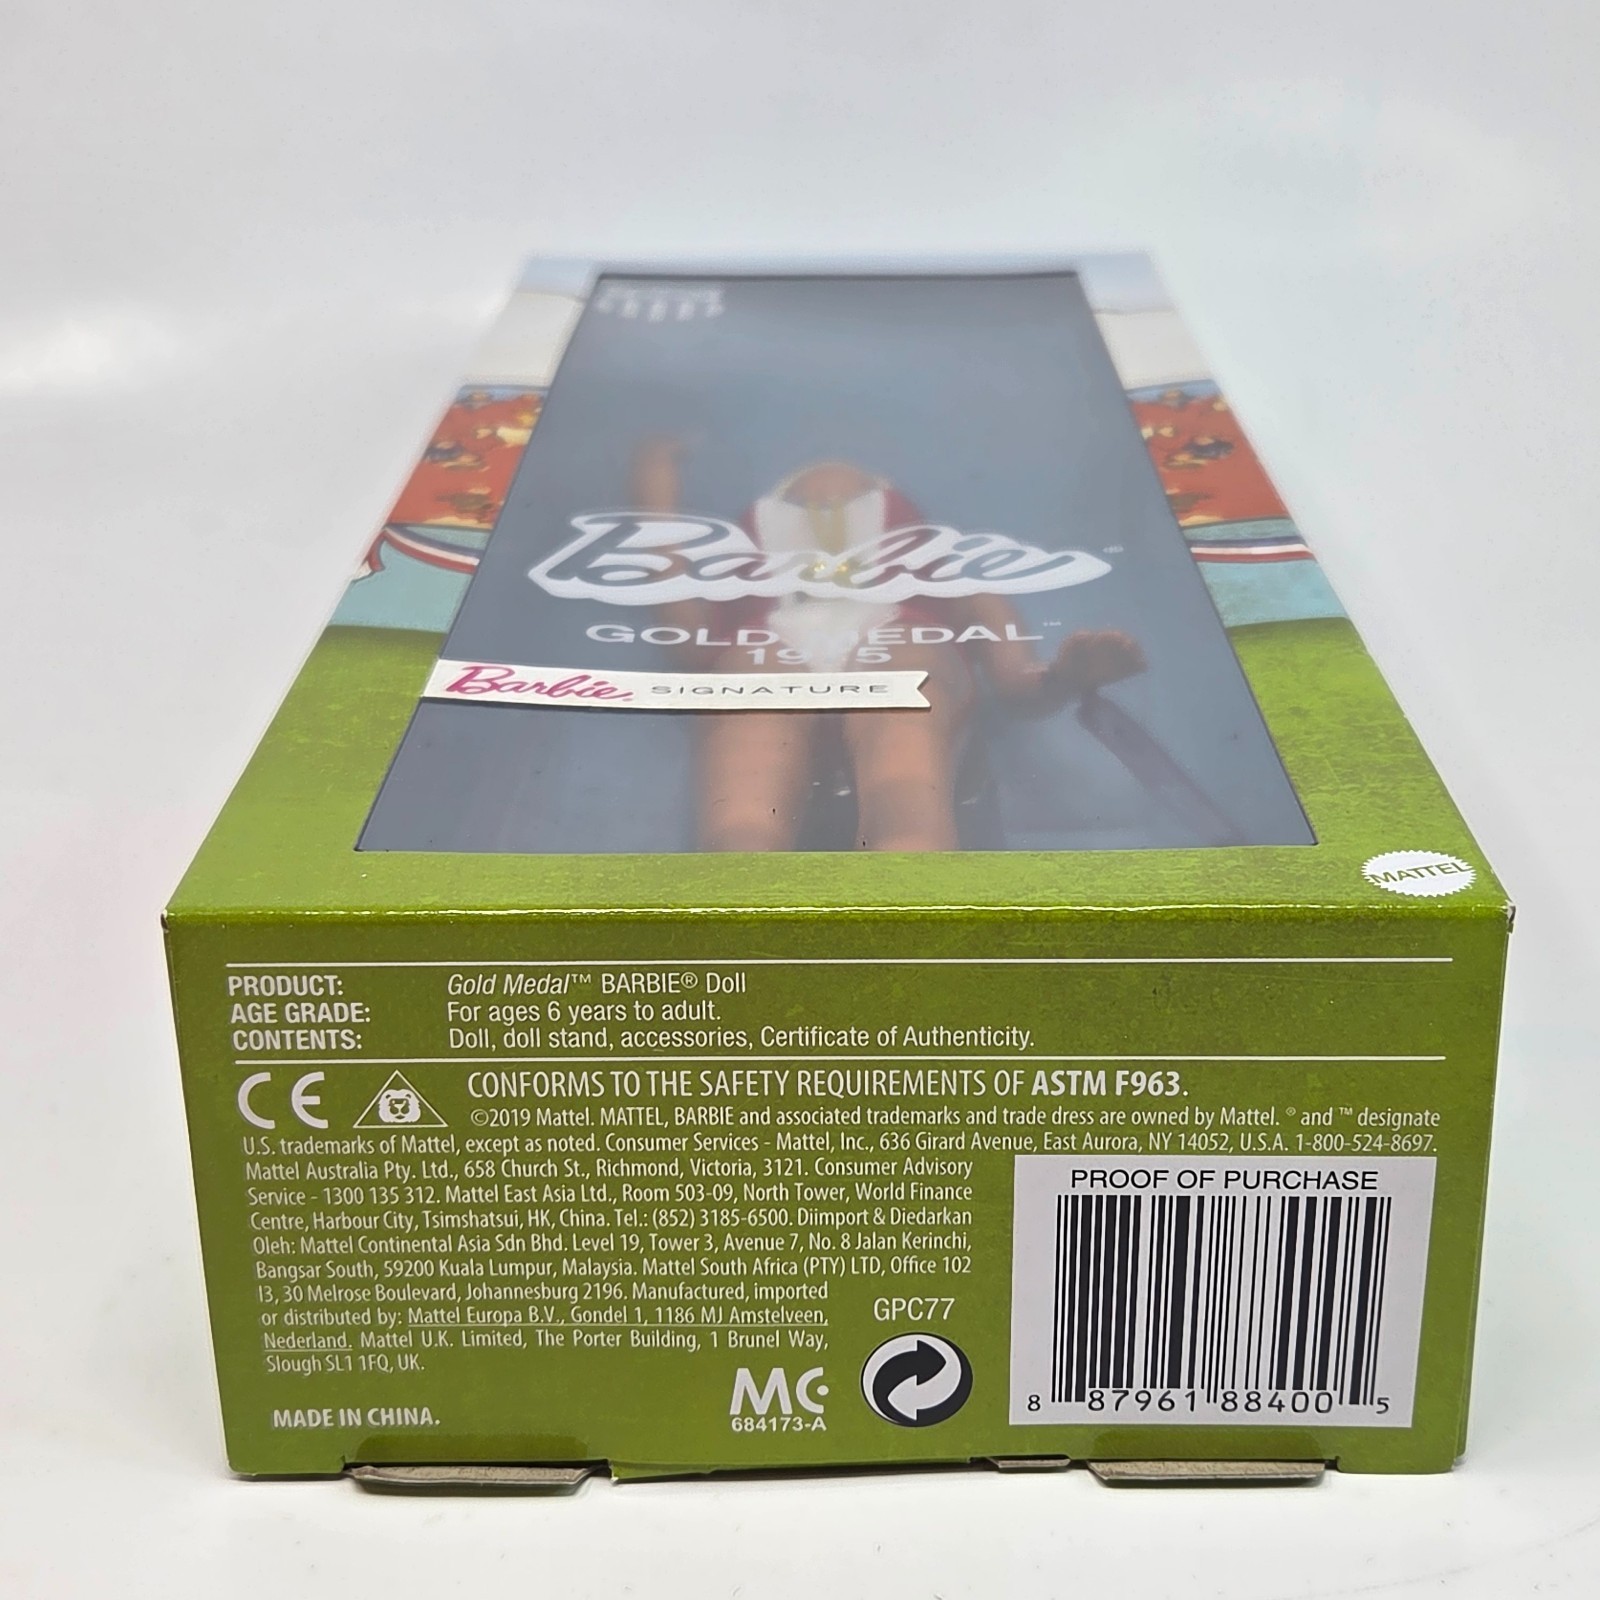 Barbie®
GOLD MEDAL™
1975
Barbie. SIGNATURE
MATTEL
PRODUCT: Gold Medal™ BARBIE® Doll
AGE GRADE: For ages 6 years to adult.
CONTENTS: Doll, doll stand, accessories, Certificate of Authenticity.
CE CONFORMS TO THE SAFETY REQUIREMENTS OF ASTM F963.
©2019 Mattel. MATTEL, BARBIE and associated trademarks and trade dress are owned by Mattel. ® and ™ designate
U.S. trademarks of Mattel, except as noted. Consumer Services - Mattel, Inc., 636 Girard Avenue, East Aurora, NY 14052, U.S.A. 1-800-524-8697.
Mattel Australia Pty. Ltd., 658 Church St., Richmond, Victoria, 3121. Consumer Advisory
Service - 1300 135 312. Mattel East Asia Ltd., Room 503-09, North Tower, World Finance
Centre, Harbour City, Tsimshatsui, HK, China. Tel.: (852) 3185-6500. Diimport & Diedarkan
Oleh: Mattel Continental Asia Sdn Bhd. Level 19, Tower 3, Avenue 7, No. 8 Jalan Kerinchi,
Bangsar South, 59200 Kuala Lumpur, Malaysia. Mattel South Africa (PTY) LTD, Office 102
I3, 30 Melrose Boulevard, Johannesburg 2196. Manufactured, imported
or distributed by: Mattel Europa B.V., Gondel 1, 1186 MJ Amstelveen,
Nederland. Mattel U.K. Limited, The Porter Building, 1 Brunel Way,
Slough SL1 1FQ, UK.
MADE IN CHINA.
MC
684173-A
GPC77
PROOF OF PURCHASE
8 87961 88400 5